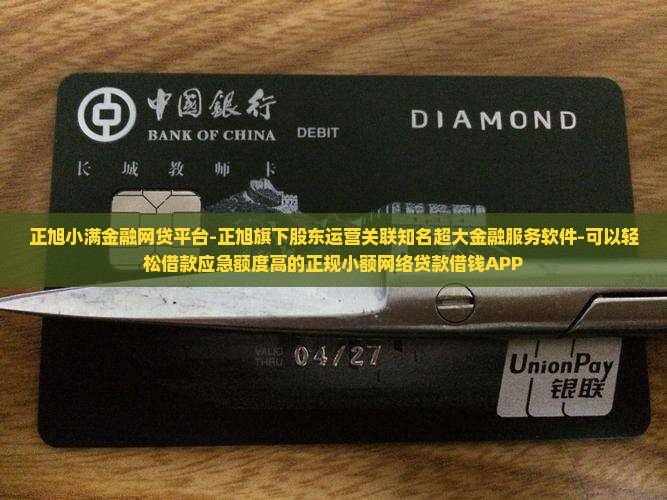 中國銀行
BANK OF CHINA
DEBIT
DIAMOND
长城教师卡
正旭小满金融网贷平台-正旭旗下股东运营关联知名超大金融服务软件-可以轻
松借款应急额度高的正规小额网络贷款借钱APP
VALID
THRU
04/27
UnionPay
银联